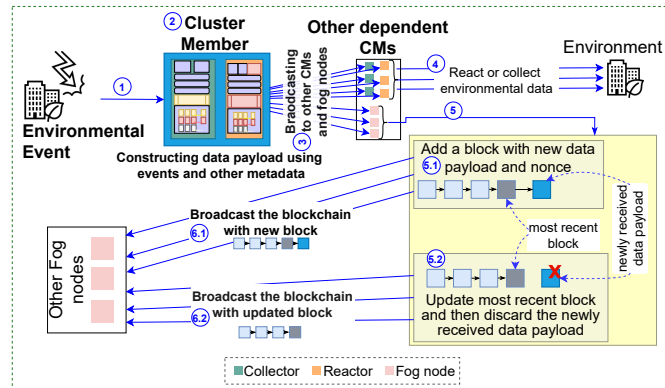 2
Cluster
Member
Other dependent
CMs
Environment
1
Environmental
Event
Braodcasting
to other CMs
and fog nodes
3
4
React or collect
environmental data
5
Constructing data payload using
events and other metadata
Add a block with new data
5.1 payload and nonce
Broadcast the blockchain
6.1 with new block
most recent
block
newly received
data payload
Other Fog
nodes
5.2
X
Broadcast the blockchain
with updated block
6.2
Update most recent block
and then discard the newly
received data payload
Collector Reactor Fog node